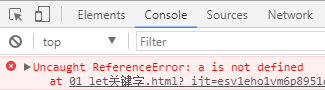 Elements Console Sources
top Filter
Uncaught ReferenceError: a is not defined
at 01 let关键字.html?_ijt=esv1eho1vm6p8951